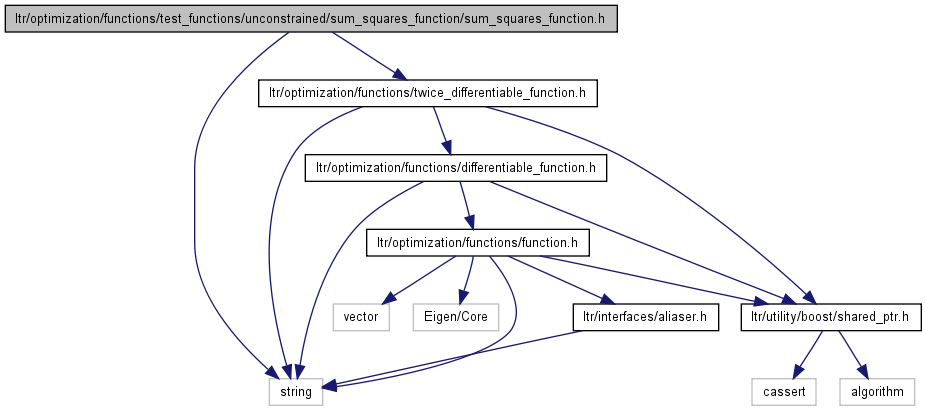 ltr/optimization/functions/test_functions/unconstrained/sum_squares_function/sum_squares_function.h
ltr/optimization/functions/twice_differentiable_function.h
ltr/optimization/functions/differentiable_function.h
ltr/optimization/functions/function.h
vector
Eigen/Core
ltr/interfaces/aliaser.h
ltr/utility/boost/shared_ptr.h
string
cassert
algorithm